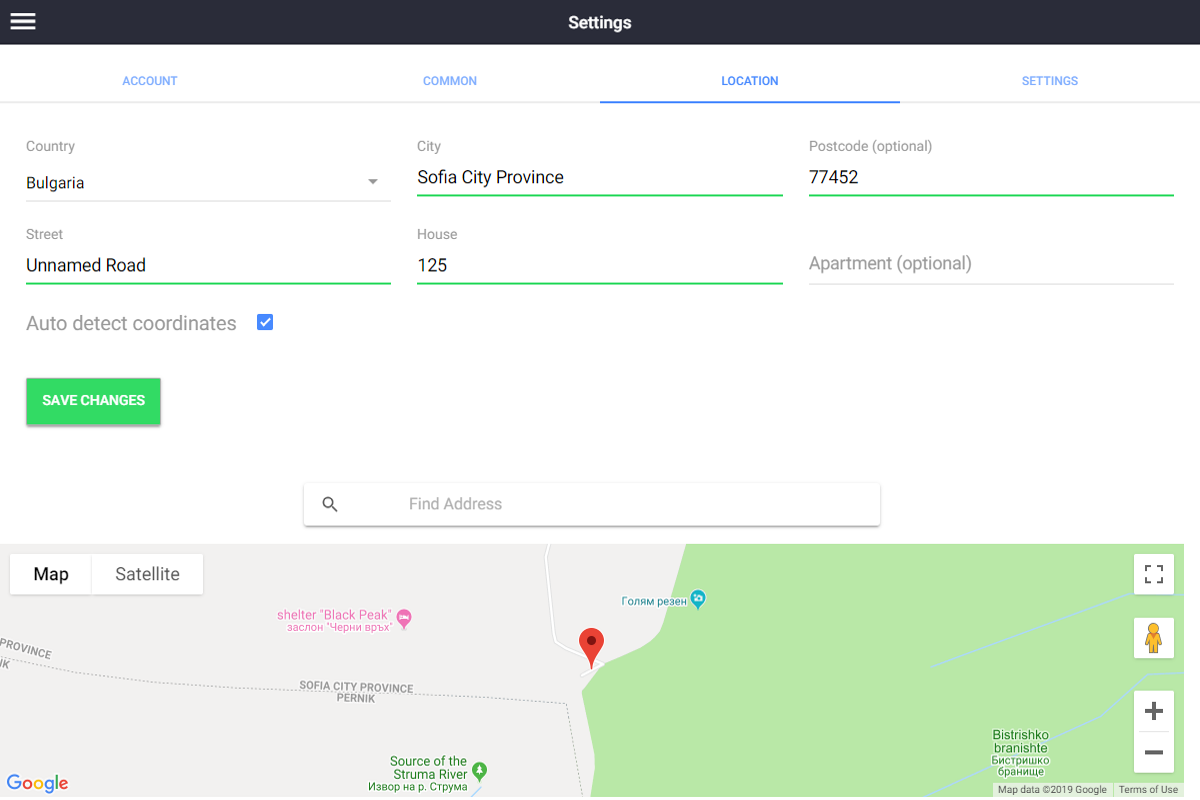 Settings
ACCOUNT
COMMON
LOCATION
SETTINGS
Country
City
Postcode (optional)
Bulgaria
Sofia City Province
77452
Street
House
Unnamed Road
125
Apartment (optional)
Auto detect coordinates
SAVE CHANGES
Find Address
Map
Satellite
shelter "Black Peak"
заслон "Черни връх"
Голям резен
PROVINCE
IK
SOFIA CITY PROVINCE
PERNIK
Source of the
Struma River
Извор на р. Струма
Bistrishko
branishte
Бистришко
бранище
Google
Map data ©2019 Google
Terms of Use